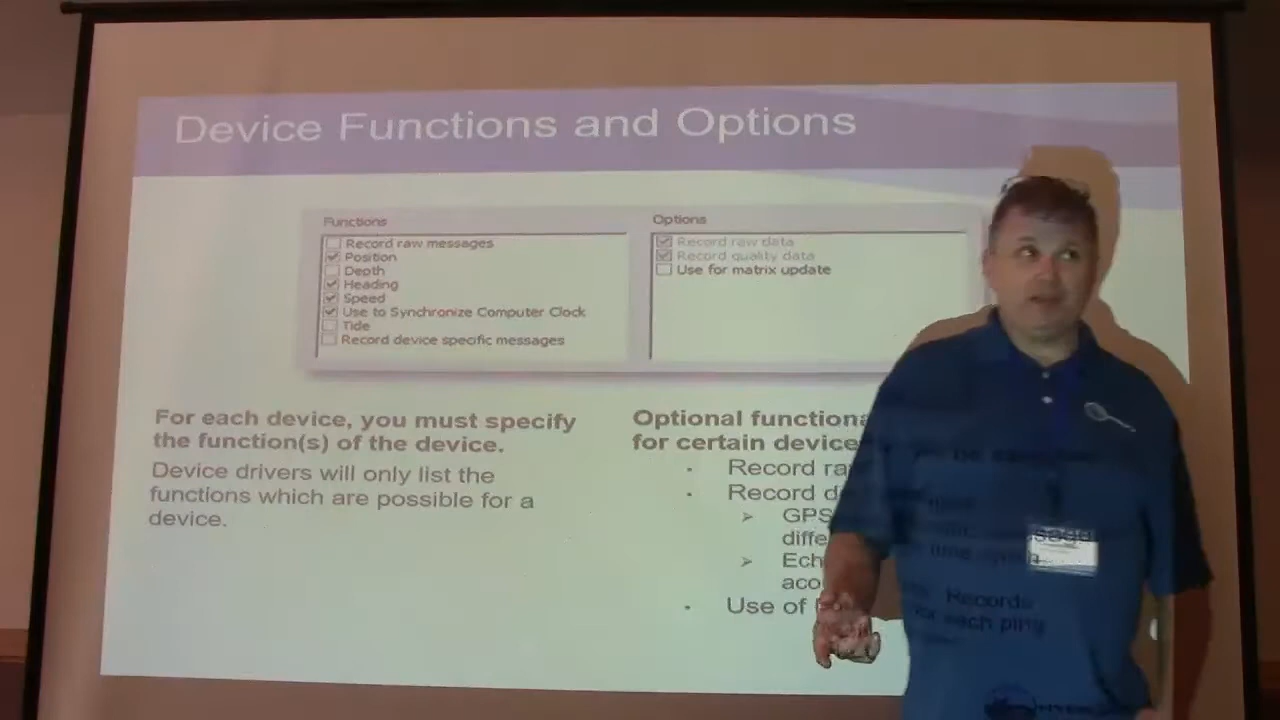 Device Functions and Options
Functions
Record raw messages
Position
Depth
Heading
Speed
Use to Synchronize Computer Clock
Tide
Record device specific messages
Options
Record raw data
Record quality data
Use for matrix update
For each device, you must specify
the function(s) of the device.
Device drivers will only list the
functions which are possible for a
device.
Optional functiona
for certain device
Record ra
Record d
GPS
diffe
Ech
aco
Use of
Records
for each ping